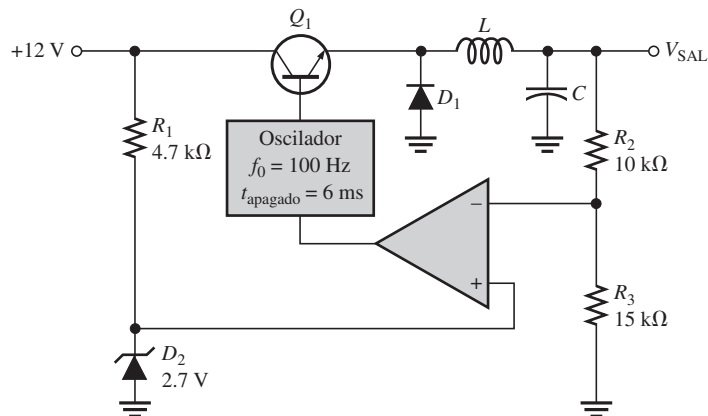 Q1
+12 V
L
VSAL
R1
4.7 kΩ
Oscilador
f0 = 100 Hz
tapagado = 6 ms
D1
C
R2
10 kΩ
−
+
R3
15 kΩ
D2
2.7 V